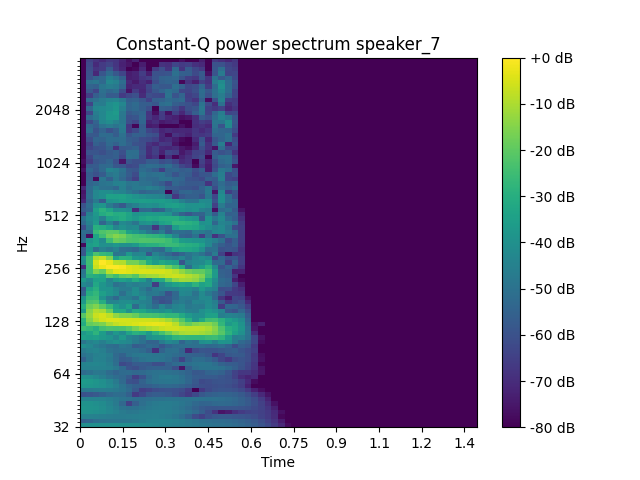 Constant-Q power spectrum speaker_7
Hz
2048
1024
512
256
128
64
32
0 0.15 0.3 0.45 0.6 0.75 0.9 1.1 1.2 1.4
Time
+0 dB
-10 dB
-20 dB
-30 dB
-40 dB
-50 dB
-60 dB
-70 dB
-80 dB